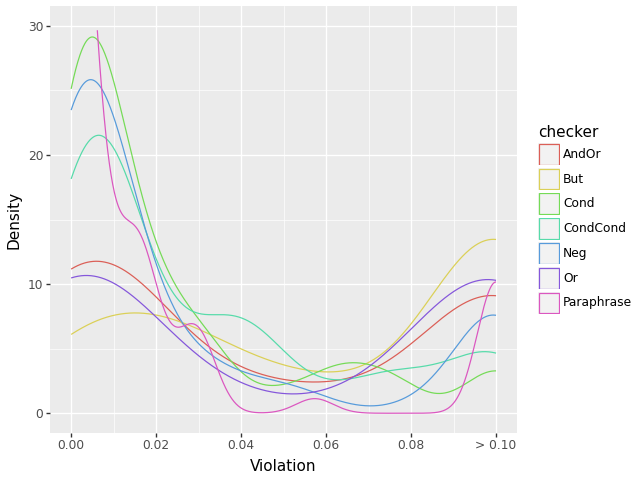 30
20
10
0
Density
0.00
0.02
0.04
0.06
0.08
> 0.10
Violation
checker
AndOr
But
Cond
CondCond
Neg
Or
Paraphrase